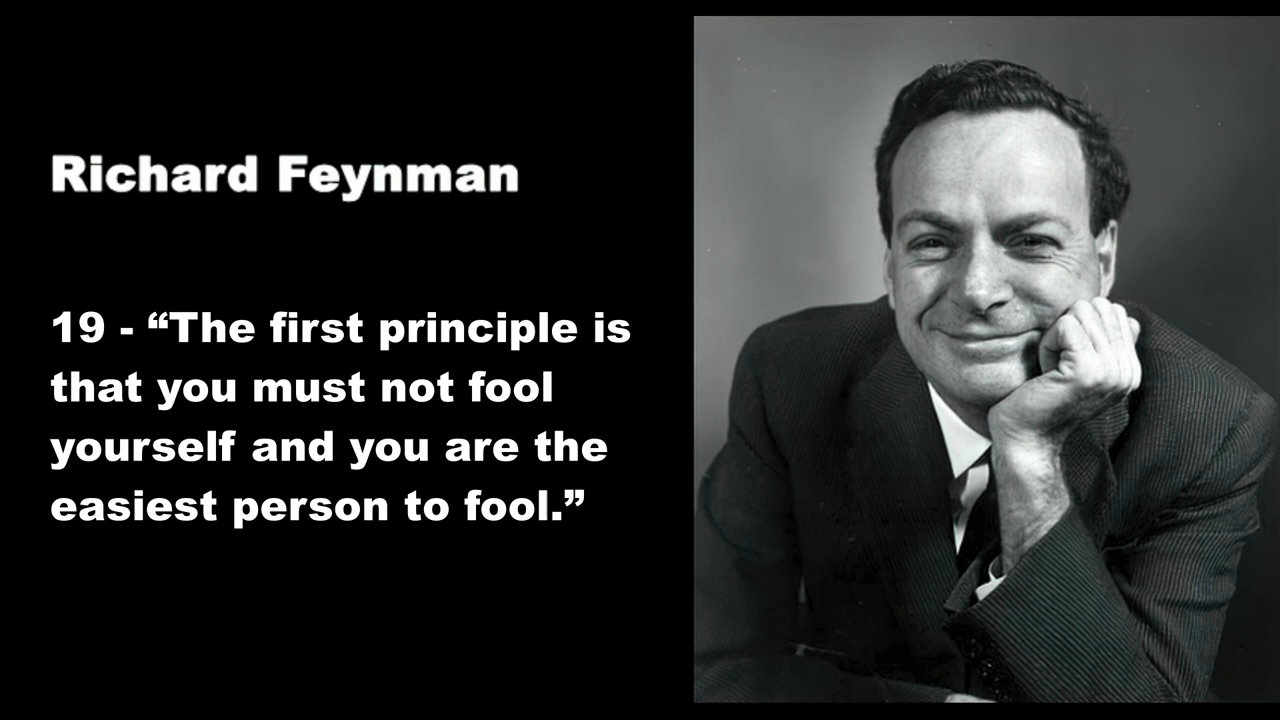 Richard Feynman
19 - “The first principle is
that you must not fool
yourself and you are the
easiest person to fool.”